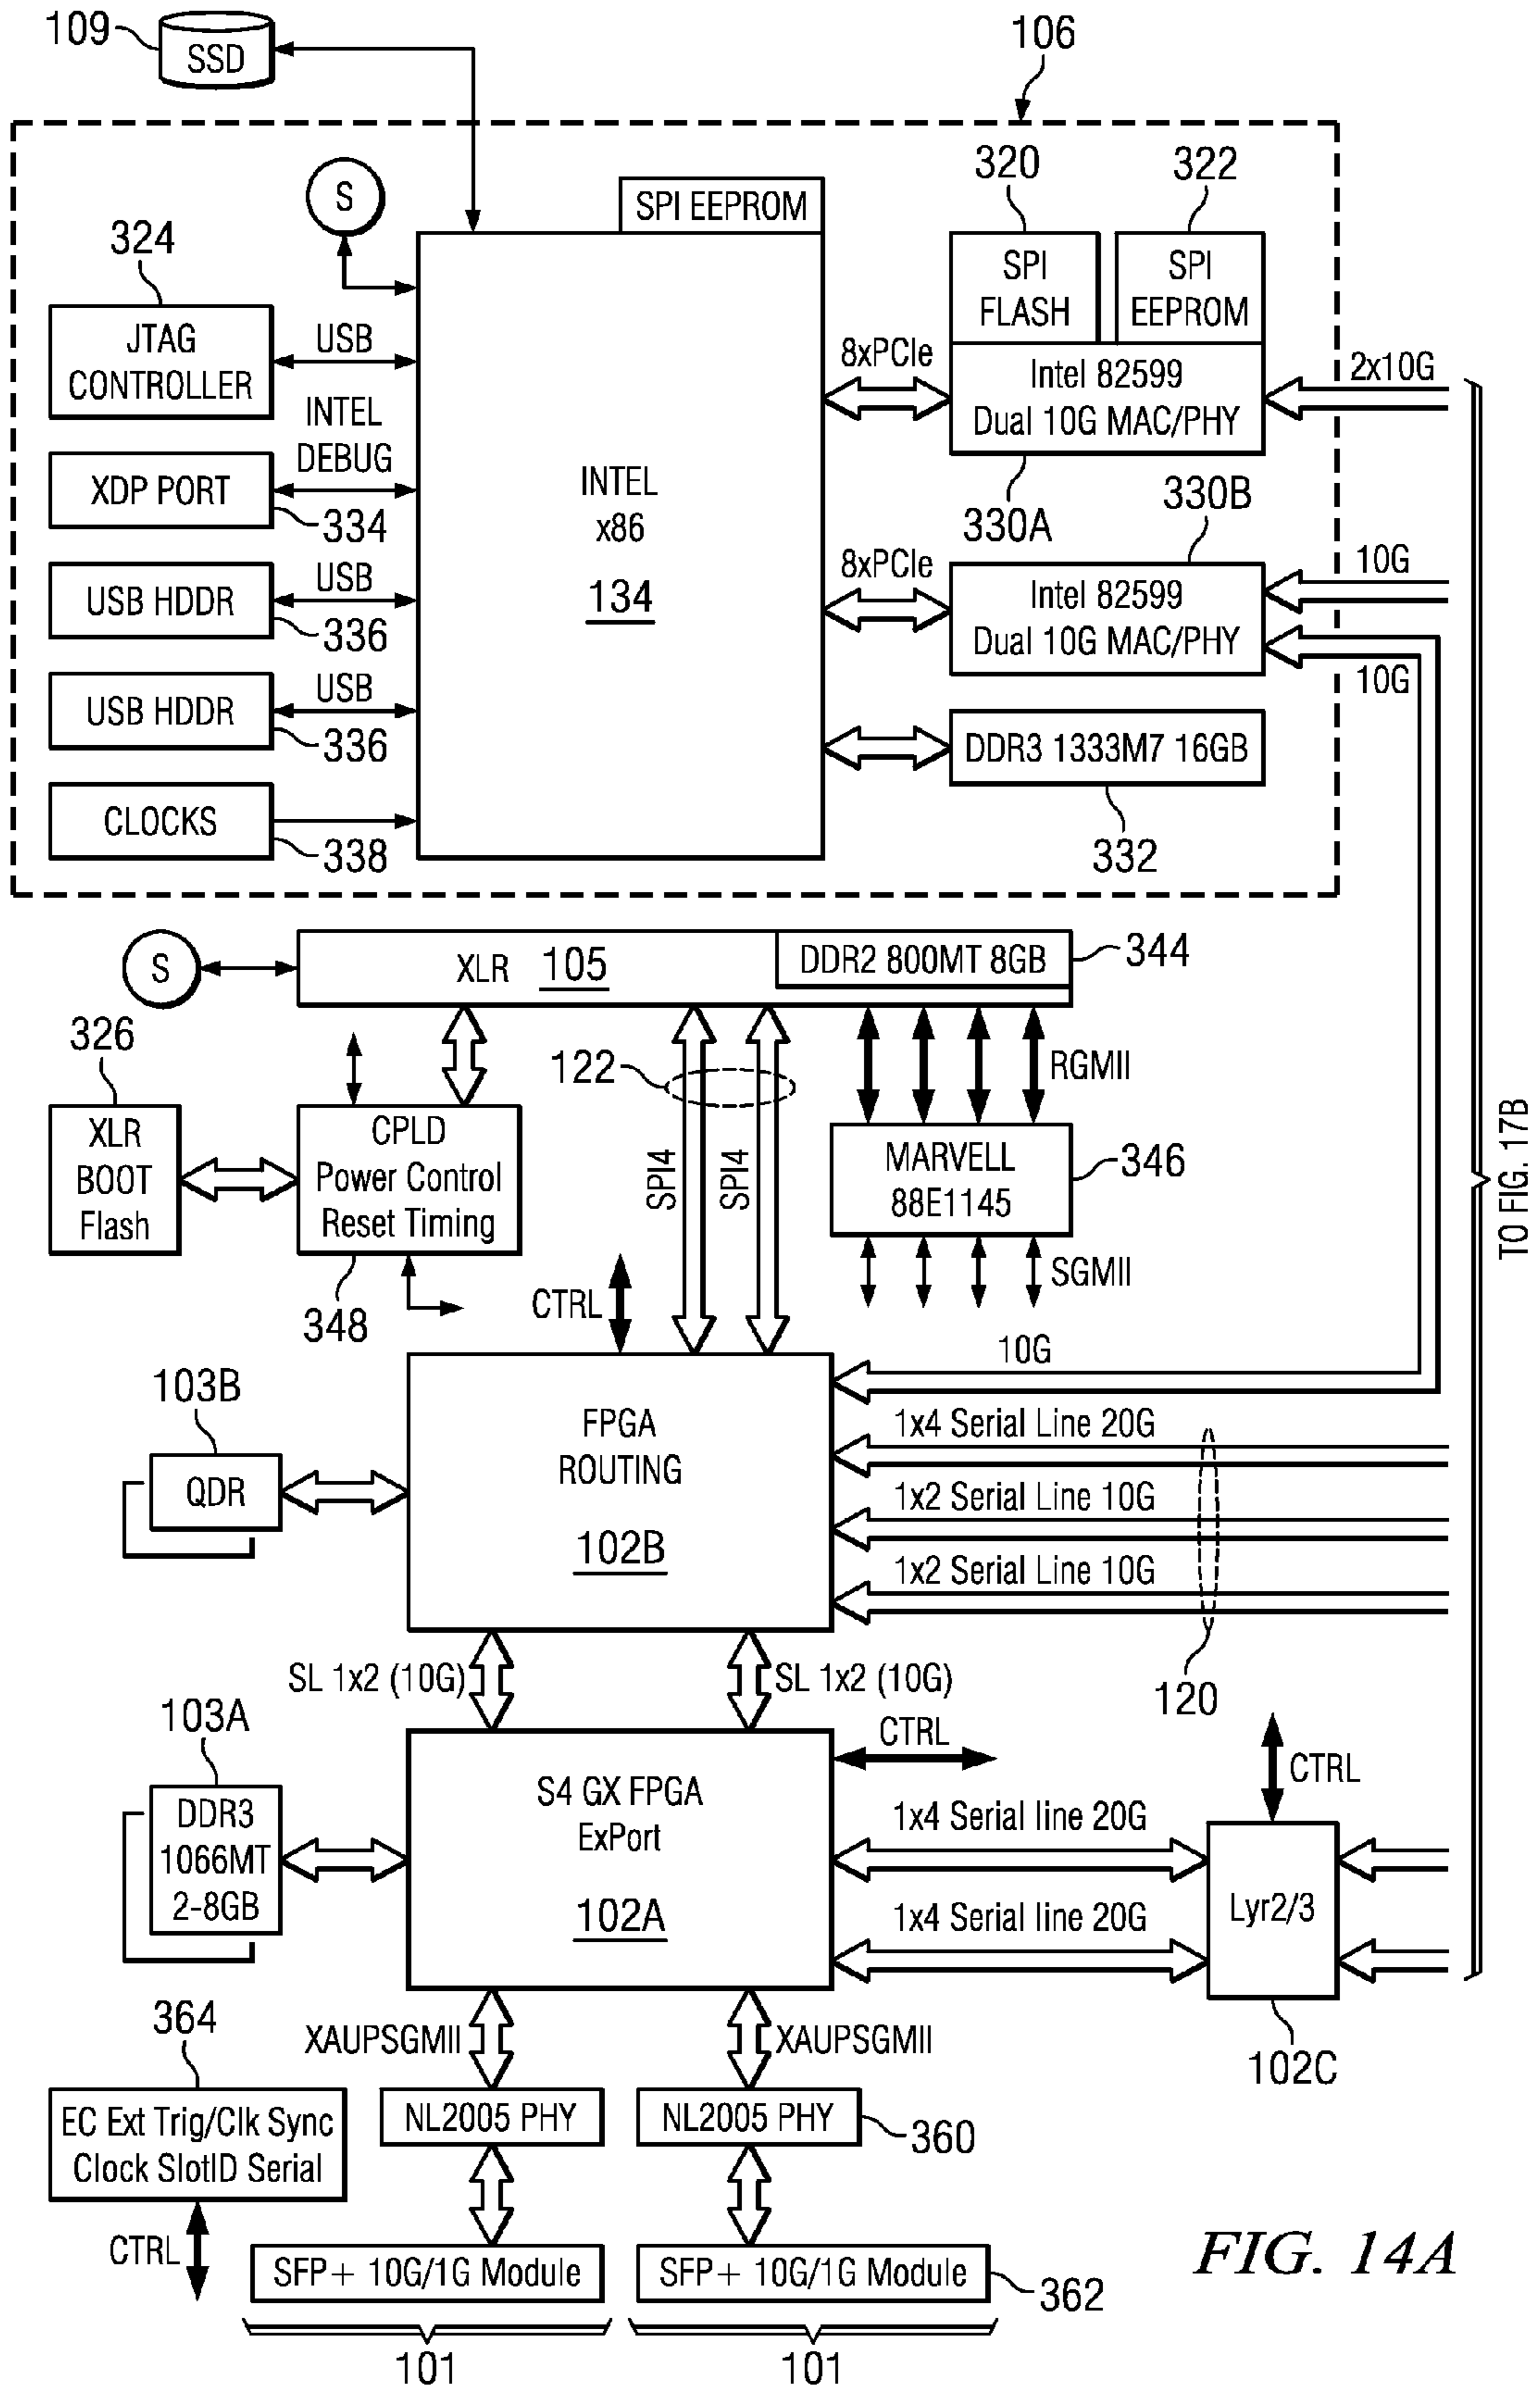 109
SSD
106
320
322
S
SPI EEPROM
324
SPI
FLASH
SPI
EEPROM
JTAG
CONTROLLER
USB
8xPCIe
Intel 82599
Dual 10G MAC/PHY
2x10G
INTEL
DEBUG
XDP PORT
334
INTEL
x86
134
330A
330B
USB HDDR
USB
336
8xPCIe
Intel 82599
Dual 10G MAC/PHY
10G
10G
USB HDDR
USB
336
DDR3 1333M7 16GB
CLOCKS
338
332
S
XLR 105
DDR2 800MT 8GB
344
326
122
RGMII
XLR
BOOT
Flash
CPLD
Power Control
Reset Timing
SPI4
SPI4
MARVELL
88E1145
346
TO FIG. 17B
348
CTRL
SGMII
103B
10G
FPGA
ROUTING
102B
1x4 Serial Line 20G
QDR
1x2 Serial Line 10G
1x2 Serial Line 10G
SL 1x2 (10G)
SL 1x2 (10G)
120
103A
CTRL
CTRL
DDR3
1066MT
2-8GB
S4 GX FPGA
ExPort
102A
1x4 Serial line 20G
1x4 Serial line 20G
Lyr2/3
364
XAUPSGMII
XAUPSGMII
102C
EC Ext Trig/Clk Sync
Clock SlotID Serial
NL2005 PHY
NL2005 PHY
360
CTRL
SFP+ 10G/1G Module
SFP+ 10G/1G Module
362
101
101
FIG. 14A